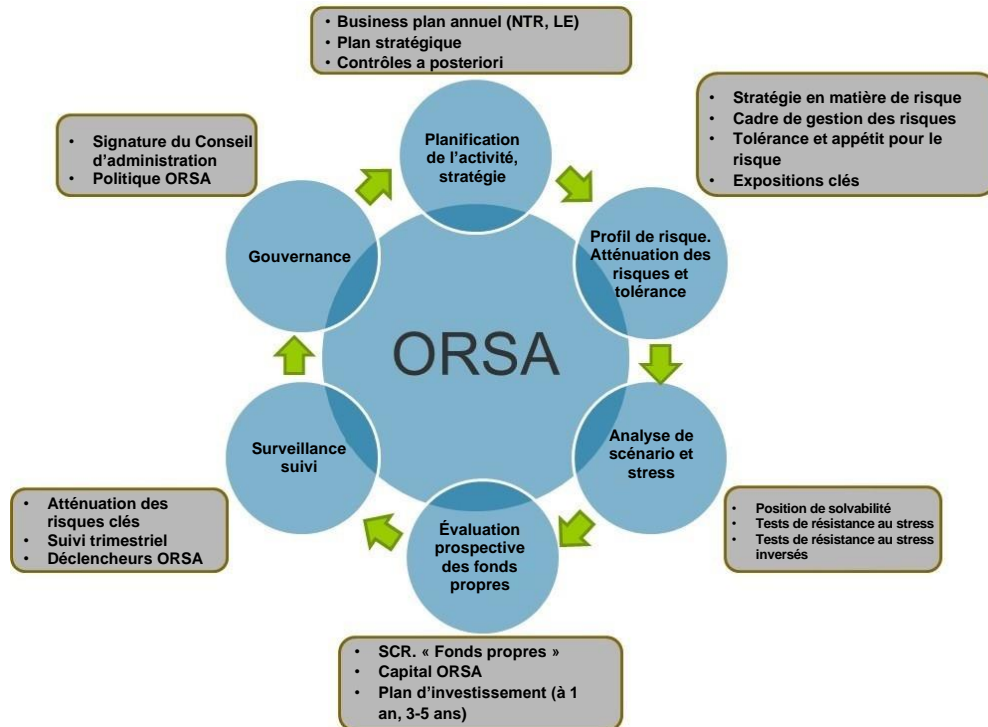 • Business plan annuel (NTR, LE)
• Plan stratégique
• Contrôles a posteriori
Planification
de l’activité,
stratégie
• Stratégie en matière de risque
• Cadre de gestion des risques
• Tolérance et appétit pour le
risque
• Expositions clés
Profil de risque.
Atténuation des
risques et
tolérance
• Signature du Conseil
d’administration
• Politique ORSA
Gouvernance
ORSA
Analyse de
scénario et
stress
• Position de solvabilité
• Tests de résistance au stress
• Tests de résistance au stress
inversés
Évaluation
prospective
des fonds
propres
• SCR. « Fonds propres »
• Capital ORSA
• Plan d’investissement (à 1
an, 3-5 ans)
Surveillance
suivi
• Atténuation des
risques clés
• Suivi trimestriel
• Déclencheurs ORSA